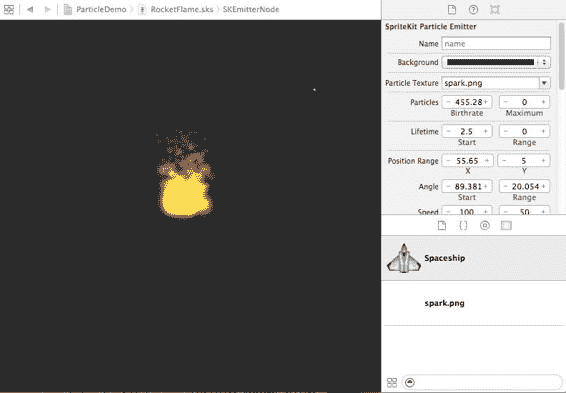 ParticleDemo RocketFlame.sks SKEmitterNode
SpriteKit Particle Emitter
Name name
Background
Particle Texture spark.png
Particles - 455.28 + - 0 +
Birthrate Maximum
Lifetime - 2.5 + - 0 +
Start Range
Position Range - 55.65 + - 5 +
X Y
Angle - 89.381 + - 20.054 +
Start Range
Speed - 100 + - 50 +
{}
Spaceship
spark.png